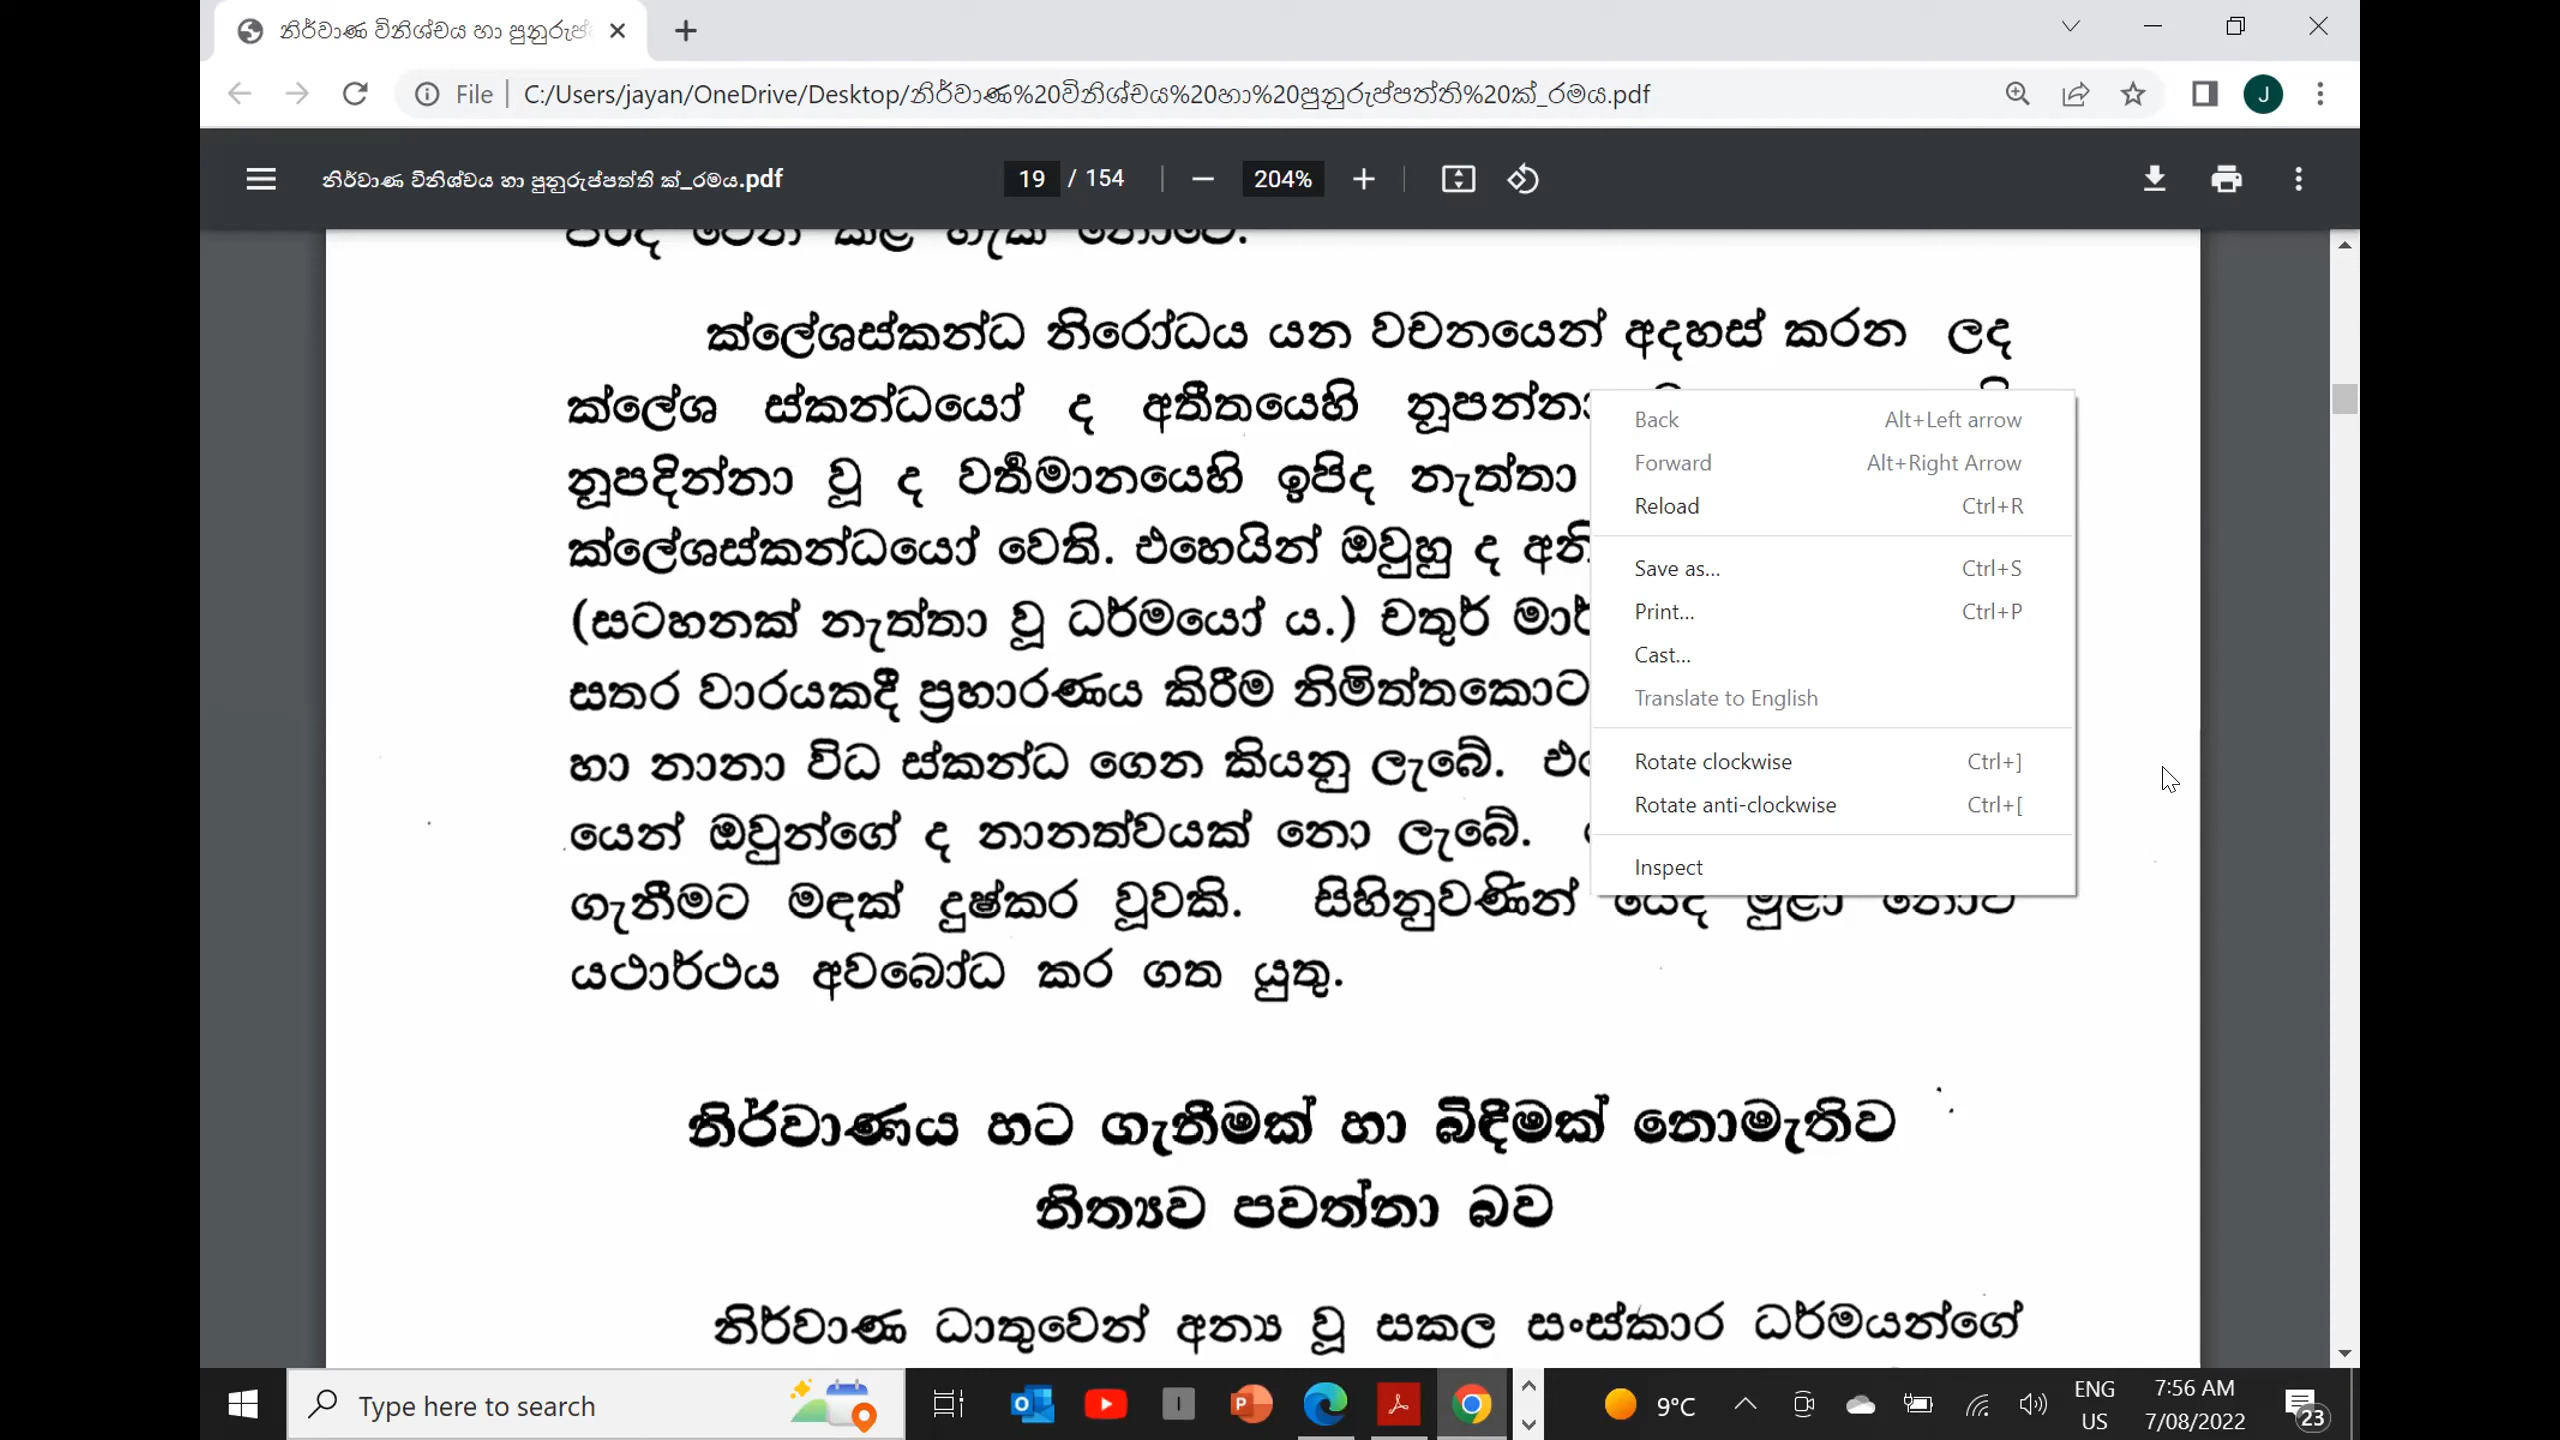 නිර්වාණ විනිශ්චය හා පුනුරුප්
File | C:/Users/jayan/OneDrive/Desktop/නිර්වාණ%20විනිශ්චය%20හා%20පුනුරුප්පත්ති%20ක්_රමය.pdf
J
නිර්වාණ විනිශ්චය හා පුනුරුප්පත්ති ක්_රමය.pdf
19 / 154
204%
ක්ලේශස්කන්ධ නිරෝධය යන වචනයෙන් අදහස් කරන ලද
ක්ලේශ ස්කන්ධයෝ ද අතීතයෙහි නූපන්නා
නූපදින්නා වූ ද වර්තමානයෙහි ඉපිද නැත්තා
ක්ලේශස්කන්ධයෝ වෙති. එහෙයින් ඔවුහු ද අනි
(සටහනක් නැත්තා වූ ධර්මයෝ ය.) චතුර් මාර්
සතර වාරයකදී ප්‍රහාරණය කිරීම නිමිත්තකොට
හා නානා විධ ස්කන්ධ ගෙන කියනු ලැබේ.
යෙන් ඔවුන්ගේ ද නානත්වයක් නො ලැබේ.
ගැනීමට මඳක් දුෂ්කර වූවකි. සිහිනුවණින් යෙදී මුළා නොව
යථාර්ථය අවබෝධ කර ගත යුතු.
Back Alt+Left arrow
Forward Alt+Right Arrow
Reload Ctrl+R
Save as... Ctrl+S
Print... Ctrl+P
Cast...
Translate to English
Rotate clockwise Ctrl+]
Rotate anti-clockwise Ctrl+[
Inspect
නිර්වාණය හට ගැනීමක් හා බිඳීමක් නොමැතිව
නිත්‍යව පවත්නා බව
නිර්වාණ ධාතුවෙන් අන්‍ය වූ සකල සංස්කාර ධර්මයන්ගේ
Type here to search
9°C
ENG
US
7:56 AM
7/08/2022
23